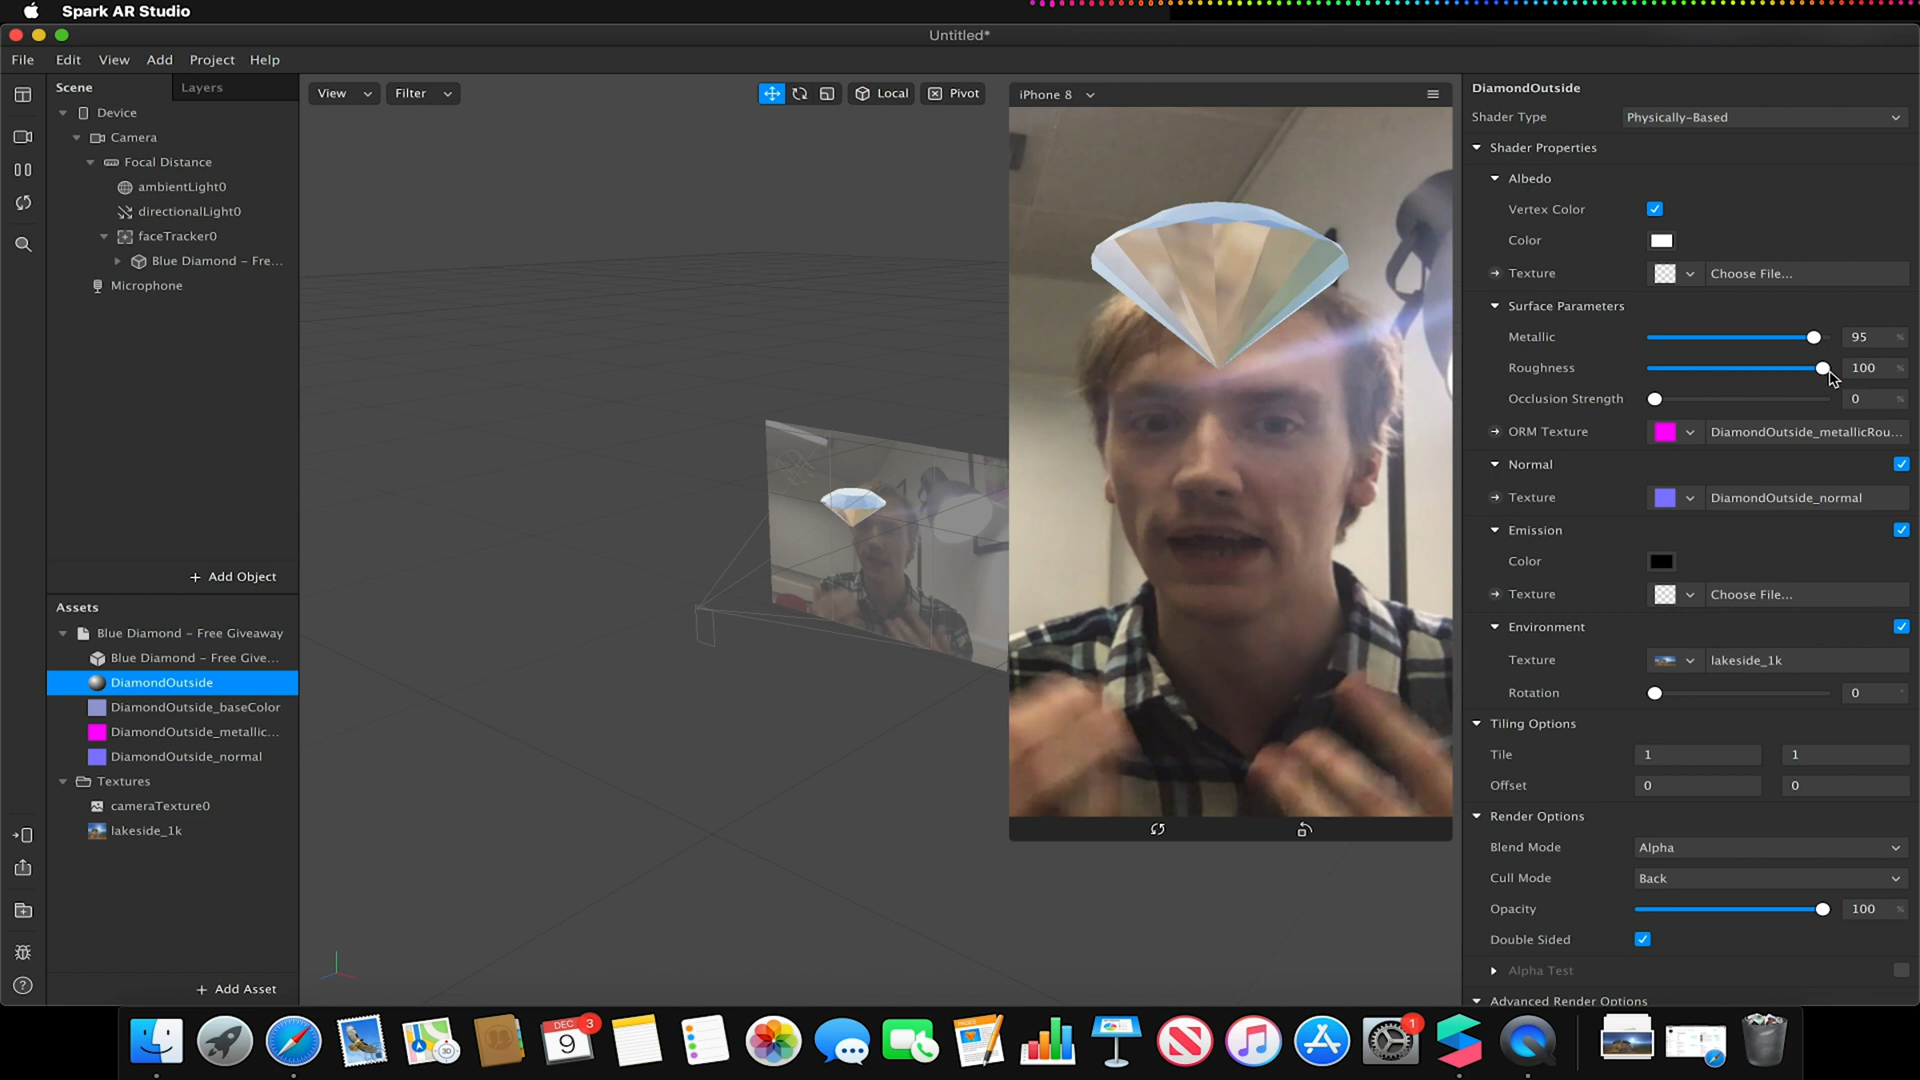 Spark AR Studio
Untitled*
File Edit View Add Project Help
Scene Layers
Device
Camera
Focal Distance
ambientLight0
directionalLight0
faceTracker0
Blue Diamond – Fre...
Microphone
+ Add Object
Assets
Blue Diamond – Free Giveaway
Blue Diamond – Free Give...
DiamondOutside
DiamondOutside_baseColor
DiamondOutside_metallic...
DiamondOutside_normal
Textures
cameraTexture0
lakeside_1k
+ Add Asset
View Filter Local Pivot
iPhone 8
DiamondOutside
Shader Type Physically-Based
Shader Properties
Albedo
Vertex Color
Color
Texture Choose File...
Surface Parameters
Metallic 95 %
Roughness 100 %
Occlusion Strength 0 %
ORM Texture DiamondOutside_metallicRou...
Normal
Texture DiamondOutside_normal
Emission
Color
Texture Choose File...
Environment
Texture lakeside_1k
Rotation 0 °
Tiling Options
Tile 1 1
Offset 0 0
Render Options
Blend Mode Alpha
Cull Mode Back
Opacity 100 %
Double Sided
Alpha Test
Advanced Render Options
DEC 3
9
1